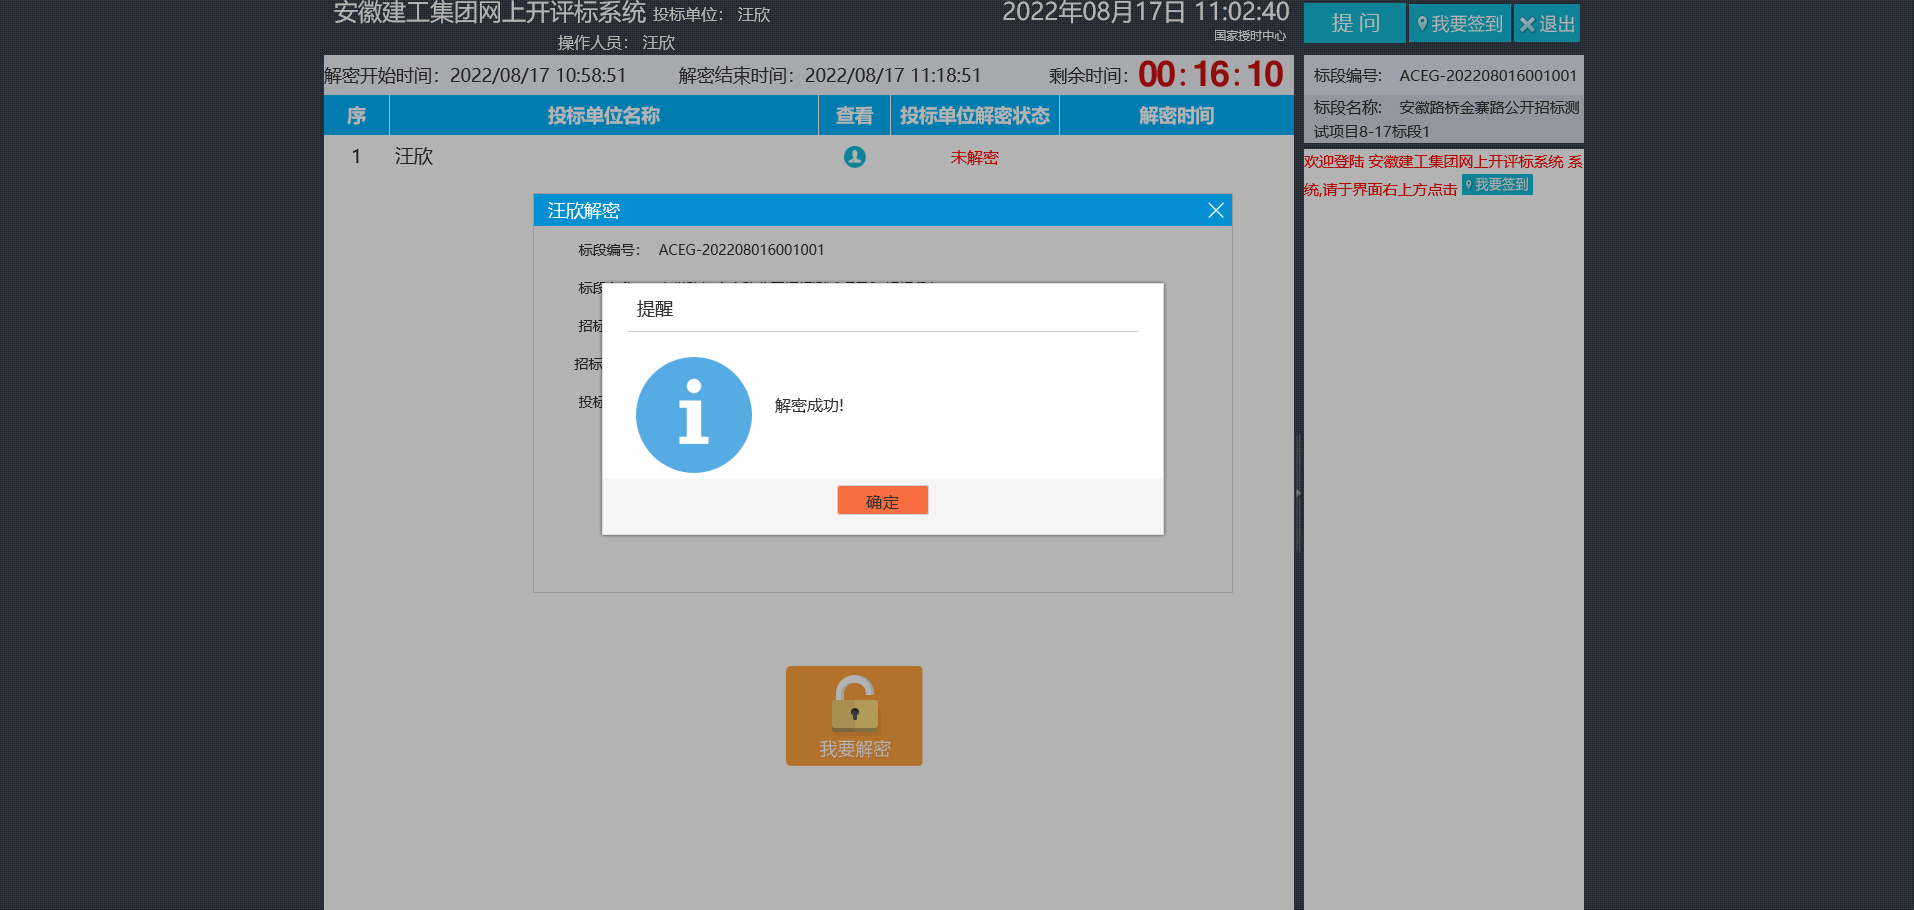 安徽建工集团网上开评标系统 投标单位： 汪欣
操作人员： 汪欣
2022年08月17日 11:02:40
国家授时中心
提 问 我要签到 退出
解密开始时间：2022/08/17 10:58:51 解密结束时间：2022/08/17 11:18:51 剩余时间：00:16:10
序 投标单位名称 查看 投标单位解密状态 解密时间
1 汪欣 未解密
汪欣解密
标段编号： ACEG-202208016001001
标段
招标
招标
投标
提醒
解密成功!
确定
我要解密
标段编号： ACEG-202208016001001
标段名称： 安徽路桥金寨路公开招标测
试项目8-17标段1
欢迎登陆 安徽建工集团网上开评标系统 系
统,请于界面右上方点击 我要签到